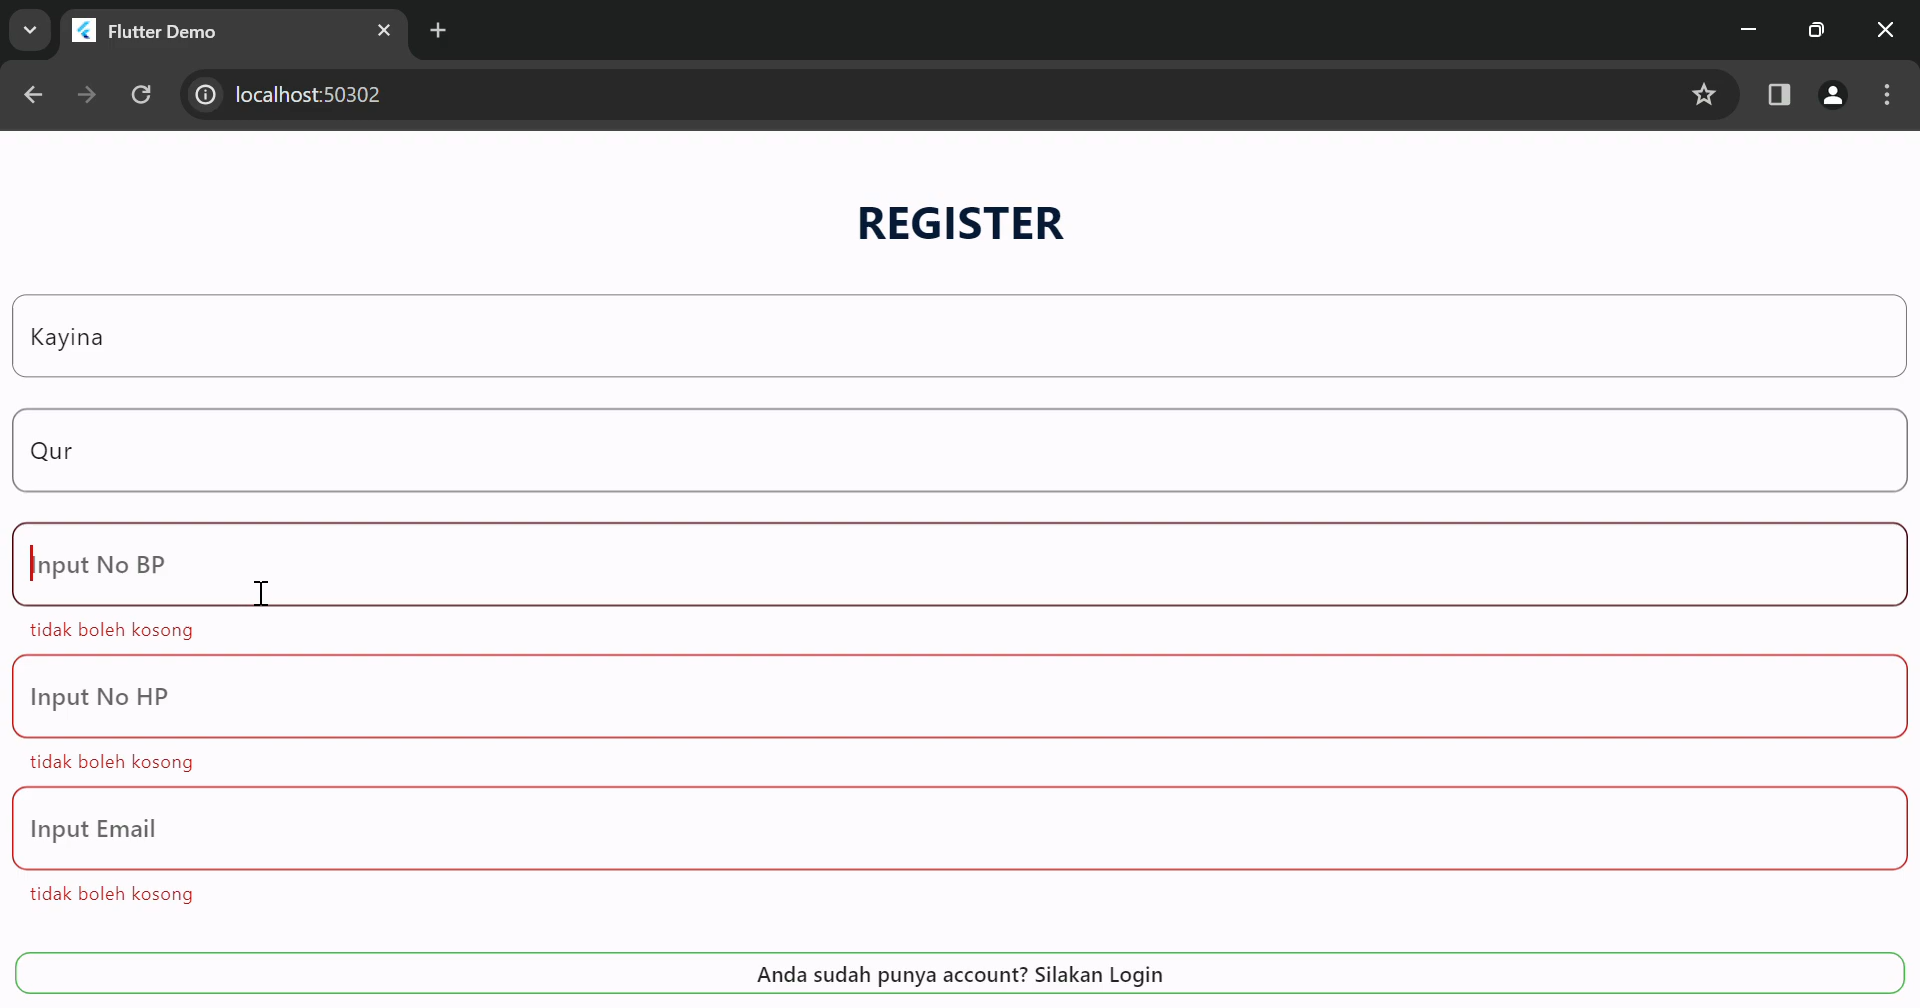 Flutter Demo
localhost:50302
REGISTER
Kayina
Qur
Input No BP
tidak boleh kosong
Input No HP
tidak boleh kosong
Input Email
tidak boleh kosong
Anda sudah punya account? Silakan Login